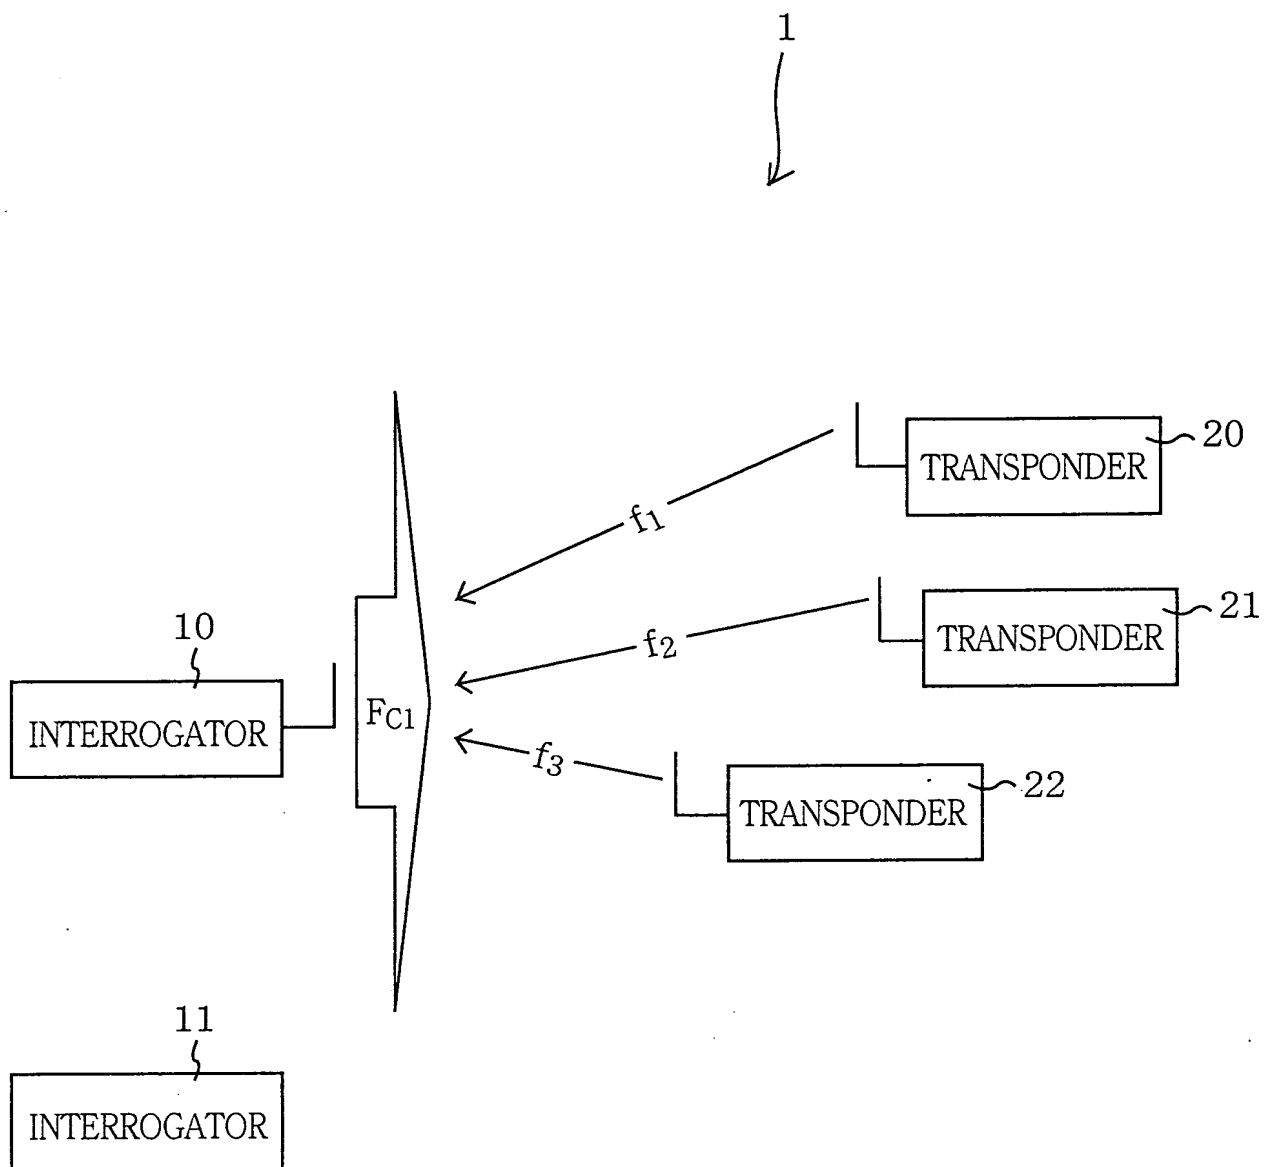 1
TRANSPONDER
20
f1
TRANSPONDER
21
f2
10
INTERROGATOR
FC1
f3
TRANSPONDER
22
11
INTERROGATOR